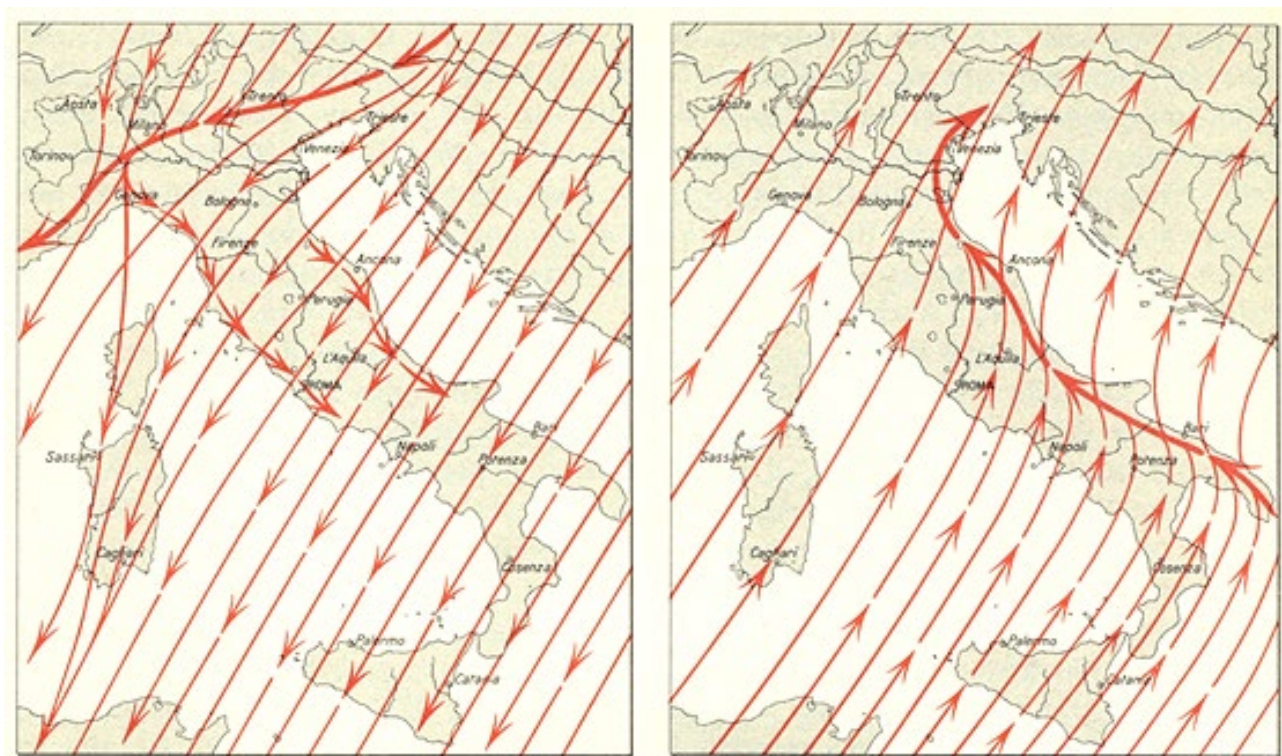 Aosta
Trento
Milano
Trieste
Torino
Venezia
Genova
Bologna
Firenze
Ancona
Perugia
L'Aquila
ROMA
Bari
Sassari
Napoli
Potenza
Cagliari
Cosenza
Palermo
Catania
Aosta
Trento
Milano
Trieste
Torino
Venezia
Genova
Bologna
Firenze
Ancona
Perugia
L'Aquila
ROMA
Bari
Sassari
Napoli
Potenza
Cagliari
Cosenza
Palermo
Catania